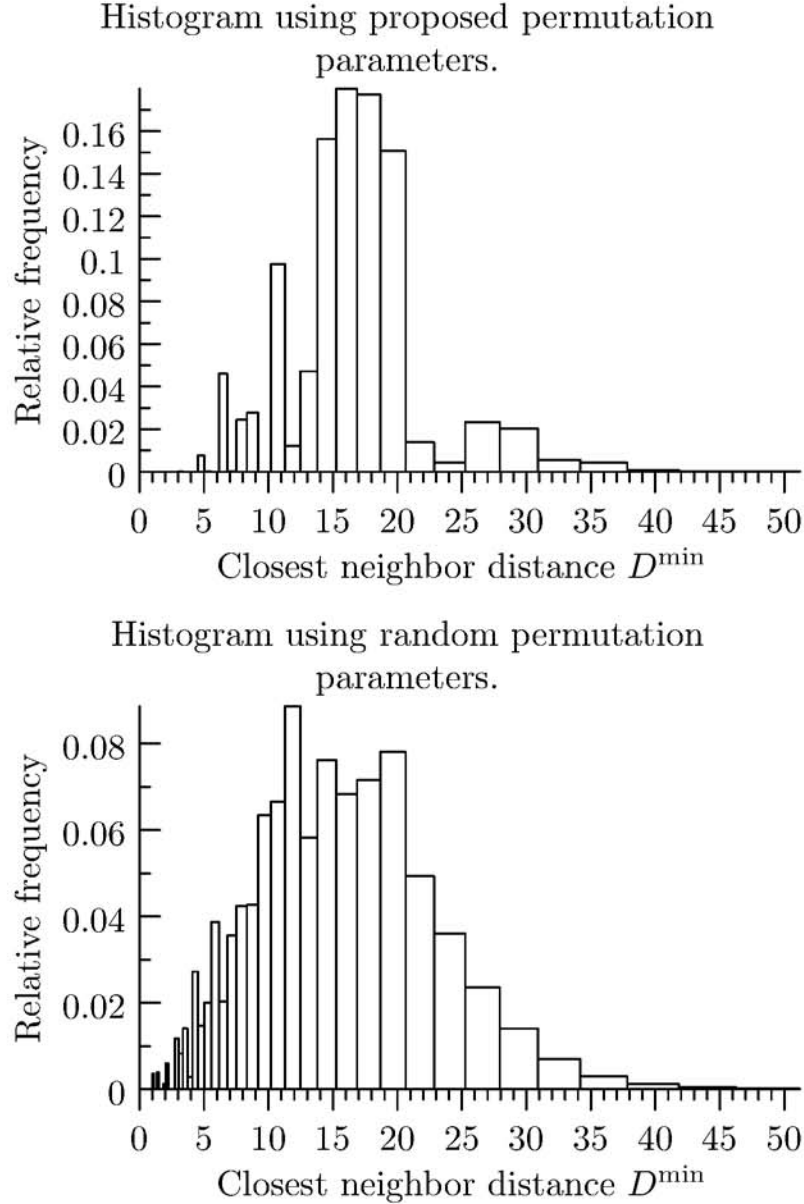 Histogram using proposed permutation
parameters.
Relative frequency
0.16
0.14
0.12
0.1
0.08
0.06
0.04
0.02
0
0 5 10 15 20 25 30 35 40 45 50
Closest neighbor distance D^min
Histogram using random permutation
parameters.
Relative frequency
0.08
0.06
0.04
0.02
0
0 5 10 15 20 25 30 35 40 45 50
Closest neighbor distance D^min